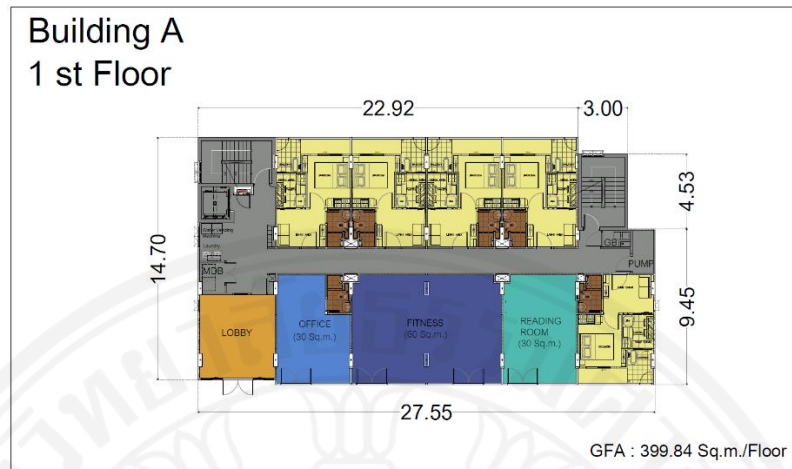 Building A
1 st Floor
22.92
3.00
14.70
4.53
9.45
MDB
GB
PUMP
LOBBY
OFFICE
(30 Sq.m.)
FITNESS
(60 Sq.m.)
READING
ROOM
(30 Sq.m.)
27.55
GFA : 399.84 Sq.m./Floor